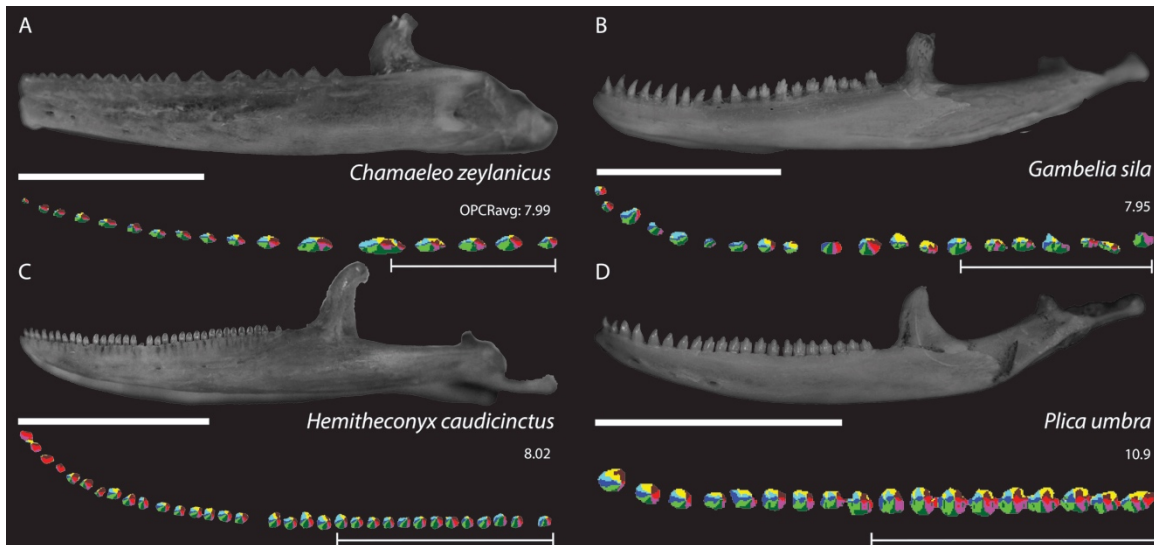 A
Chamaeleo zeylanicus
OPCRavg: 7.99
B
Gambelia sila
7.95
C
Hemitheconyx caudicinctus
8.02
D
Plica umbra
10.9